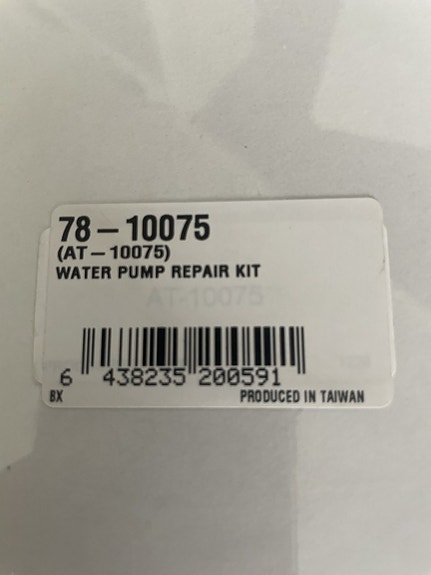 78–10075
(AT–10075)
WATER PUMP REPAIR KIT
AT-10075
6 438235 200591
BX PRODUCED IN TAIWAN